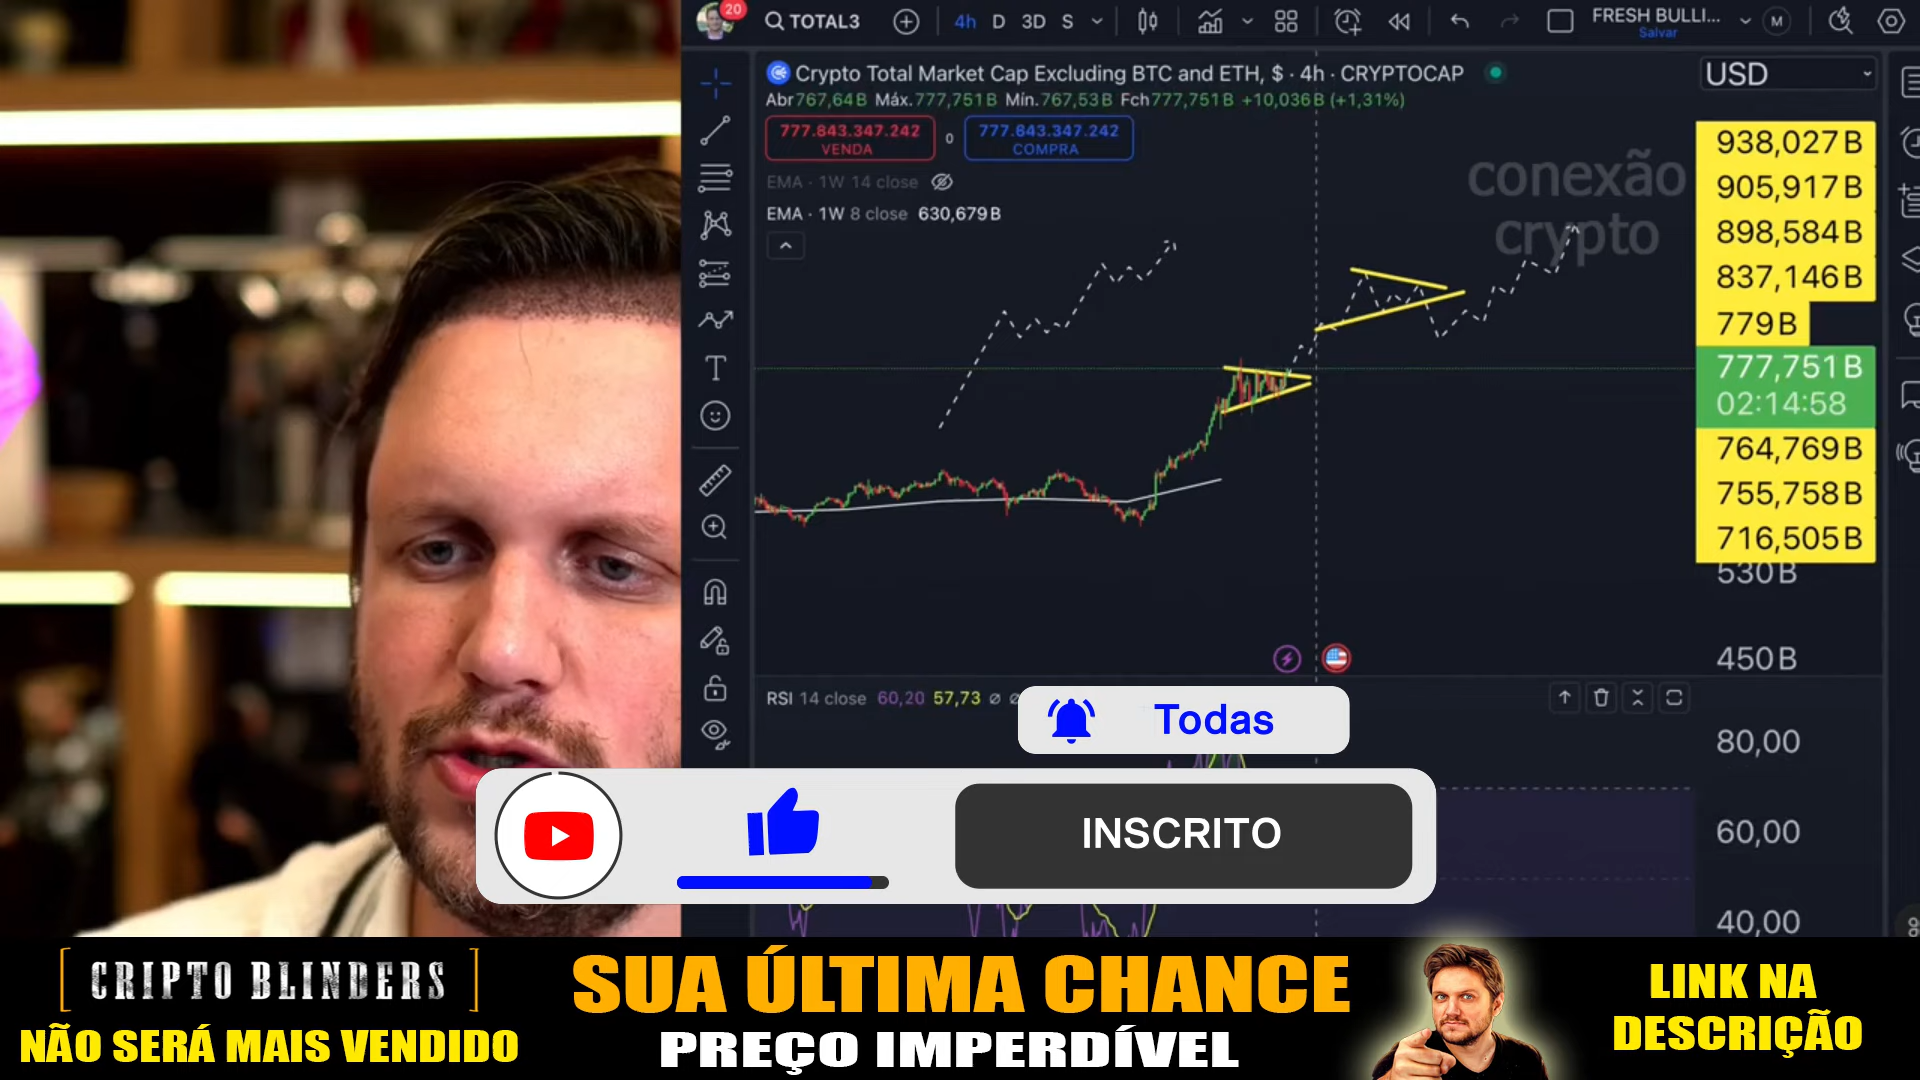 20
TOTAL3
4h D 3D S
FRESH BULLI...
Salvar
M
Crypto Total Market Cap Excluding BTC and ETH, $ · 4h · CRYPTOCAP
USD
Abr767,64B Máx.777,751B Mín.767,53B Fch777,751B +10,036B (+1,31%)
777.843.347.242
VENDA
0
777.843.347.242
COMPRA
EMA · 1W 14 close
EMA · 1W 8 close 630,679B
conexão
crypto
938,027B
905,917B
898,584B
837,146B
779B
777,751B
02:14:58
764,769B
755,758B
716,505B
530B
450B
RSI 14 close 60,20 57,73 ∅ ∅
Todas
80,00
INSCRITO
60,00
40,00
[ CRIPTO BLINDERS ]
NÃO SERÁ MAIS VENDIDO
SUA ÚLTIMA CHANCE
PREÇO IMPERDÍVEL
LINK NA
DESCRIÇÃO